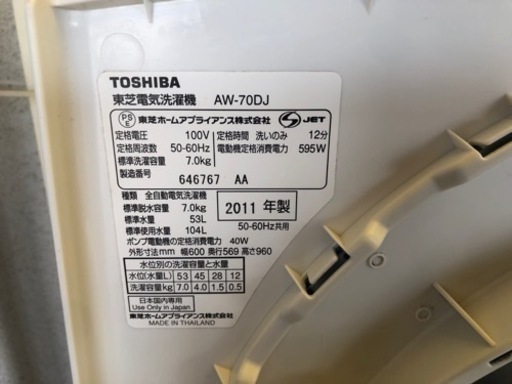 TOSHIBA
東芝電気洗濯機 AW-70DJ
PS E 東芝ホームアプライアンス株式会社 S JET
定格電圧 100V 定格時間 洗いのみ 12分
定格周波数 50-60Hz 電動機定格消費電力 595W
標準洗濯容量 7.0kg
製造番号
646767 AA
種類 全自動電気洗濯機
標準脱水容量 7.0kg
標準水量 53L
標準使用水量 104L
2011 年製
50-60Hz共用
ポンプ電動機の定格消費電力 40W
外形寸法mm 幅600 奥行569 高さ960
水位別の洗濯容量と水量
水位(水量L) 53 45 28 12
洗濯容量kg 7.0 4.0 1.5 0.5
日本国内専用
Use Only in Japan
東芝ホームアプライアンス株式会社
MADE IN THAILAND